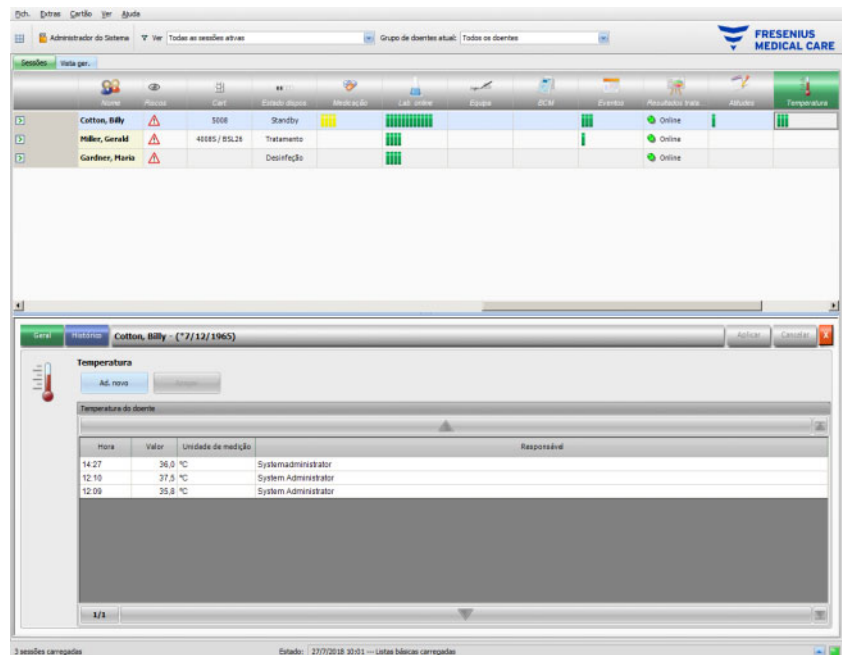 Fich. Extras Cartão Ver Ajuda
Administrador do Sistema Ver Todas as sessões ativas Grupo de doentes atual: Todos os doentes
FRESENIUS
MEDICAL CARE
Sessões Vista ger.
Nome Riscos Cart Estado dispos Medicação Lab online Equipa BCM Eventos Resultados trata... Atitudes Temperatura
Cotton, Billy 5008 Standby Online
Miller, Gerald 4008S / BSL26 Tratamento Online
Gardner, Maria Desinfeção Online
Geral Histórico Cotton, Billy - (*7/12/1965) Aplicar Cancelar X
Temperatura
Ad. novo
Temperatura do doente
Hora Valor Unidade de medição Responsável
14:27 36,0 °C Systemadministrator
12:10 37,5 °C System Administrator
12:09 35,8 °C System Administrator
1/1
3 sessões carregadas Estado: 27/7/2018 10:01 --- Listas básicas carregadas